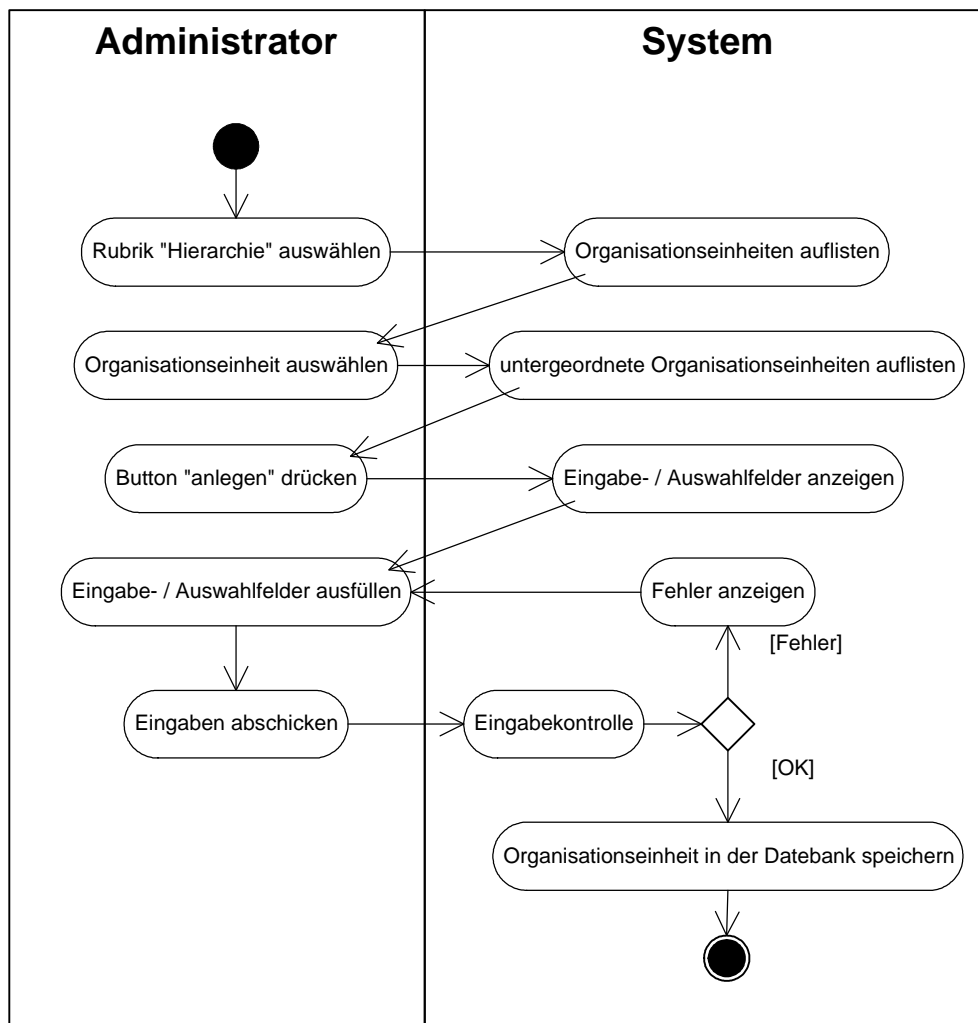 Administrator
System
Rubrik "Hierarchie" auswählen
Organisationseinheiten auflisten
Organisationseinheit auswählen
untergeordnete Organisationseinheiten auflisten
Button "anlegen" drücken
Eingabe- / Auswahlfelder anzeigen
Eingabe- / Auswahlfelder ausfüllen
Fehler anzeigen
[Fehler]
Eingaben abschicken
Eingabekontrolle
[OK]
Organisationseinheit in der Datebank speichern